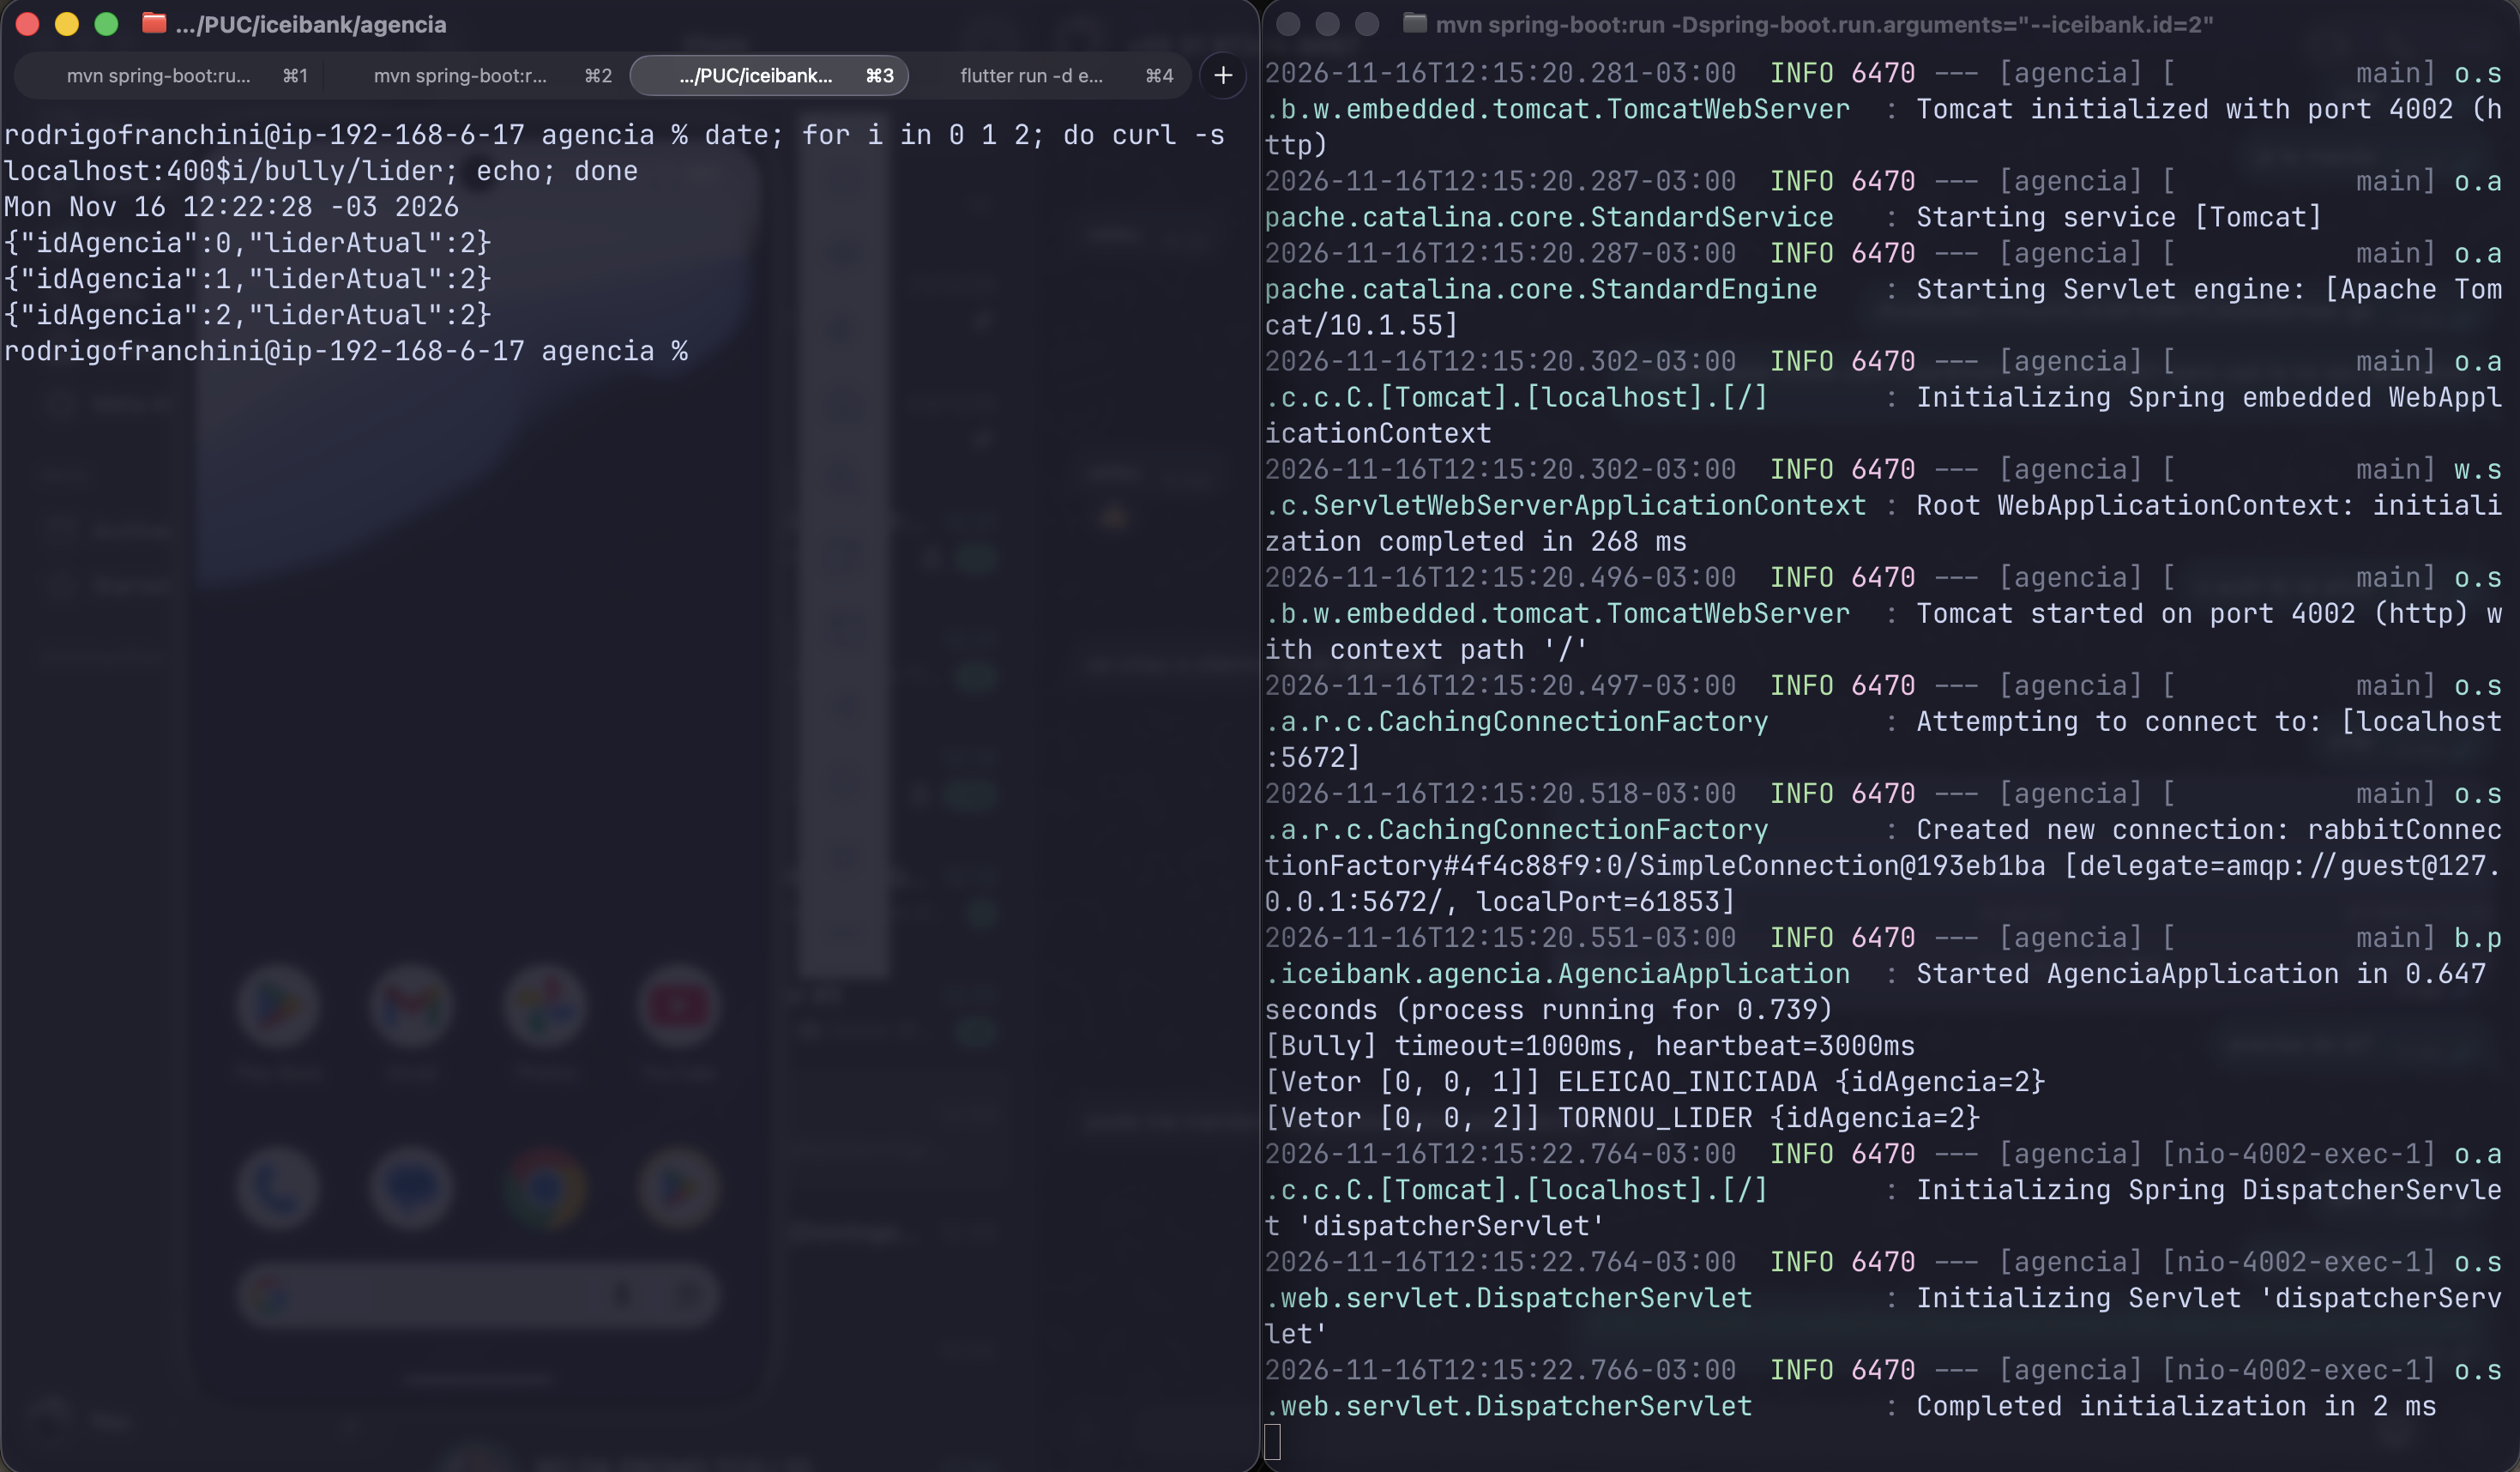 .../PUC/iceibank/agencia
mvn spring-boot:ru... ⌘1 mvn spring-boot:r... ⌘2 .../PUC/iceibank... ⌘3 flutter run -d e... ⌘4 +
rodrigofranchini@ip-192-168-6-17 agencia % date; for i in 0 1 2; do curl -s
localhost:400$i/bully/lider; echo; done
Mon Nov 16 12:22:28 -03 2026
{"idAgencia":0,"liderAtual":2}
{"idAgencia":1,"liderAtual":2}
{"idAgencia":2,"liderAtual":2}
rodrigofranchini@ip-192-168-6-17 agencia %
mvn spring-boot:run -Dspring-boot.run.arguments="--iceibank.id=2"
2026-11-16T12:15:20.281-03:00  INFO 6470 --- [agencia] [           main] o.s
.b.w.embedded.tomcat.TomcatWebServer  : Tomcat initialized with port 4002 (h
ttp)
2026-11-16T12:15:20.287-03:00  INFO 6470 --- [agencia] [           main] o.a
pache.catalina.core.StandardService   : Starting service [Tomcat]
2026-11-16T12:15:20.287-03:00  INFO 6470 --- [agencia] [           main] o.a
pache.catalina.core.StandardEngine    : Starting Servlet engine: [Apache Tom
cat/10.1.55]
2026-11-16T12:15:20.302-03:00  INFO 6470 --- [agencia] [           main] o.a
.c.c.C.[Tomcat].[localhost].[/]       : Initializing Spring embedded WebAppl
icationContext
2026-11-16T12:15:20.302-03:00  INFO 6470 --- [agencia] [           main] w.s
.c.ServletWebServerApplicationContext : Root WebApplicationContext: initiali
zation completed in 268 ms
2026-11-16T12:15:20.496-03:00  INFO 6470 --- [agencia] [           main] o.s
.b.w.embedded.tomcat.TomcatWebServer  : Tomcat started on port 4002 (http) w
ith context path '/'
2026-11-16T12:15:20.497-03:00  INFO 6470 --- [agencia] [           main] o.s
.a.r.c.CachingConnectionFactory       : Attempting to connect to: [localhost
:5672]
2026-11-16T12:15:20.518-03:00  INFO 6470 --- [agencia] [           main] o.s
.a.r.c.CachingConnectionFactory       : Created new connection: rabbitConnec
tionFactory#4f4c88f9:0/SimpleConnection@193eb1ba [delegate=amqp://guest@127.
0.0.1:5672/, localPort=61853]
2026-11-16T12:15:20.551-03:00  INFO 6470 --- [agencia] [           main] b.p
.iceibank.agencia.AgenciaApplication  : Started AgenciaApplication in 0.647
seconds (process running for 0.739)
[Bully] timeout=1000ms, heartbeat=3000ms
[Vetor [0, 0, 1]] ELEICAO_INICIADA {idAgencia=2}
[Vetor [0, 0, 2]] TORNOU_LIDER {idAgencia=2}
2026-11-16T12:15:22.764-03:00  INFO 6470 --- [agencia] [nio-4002-exec-1] o.a
.c.c.C.[Tomcat].[localhost].[/]       : Initializing Spring DispatcherServle
t 'dispatcherServlet'
2026-11-16T12:15:22.764-03:00  INFO 6470 --- [agencia] [nio-4002-exec-1] o.s
.web.servlet.DispatcherServlet        : Initializing Servlet 'dispatcherServ
let'
2026-11-16T12:15:22.766-03:00  INFO 6470 --- [agencia] [nio-4002-exec-1] o.s
.web.servlet.DispatcherServlet        : Completed initialization in 2 ms